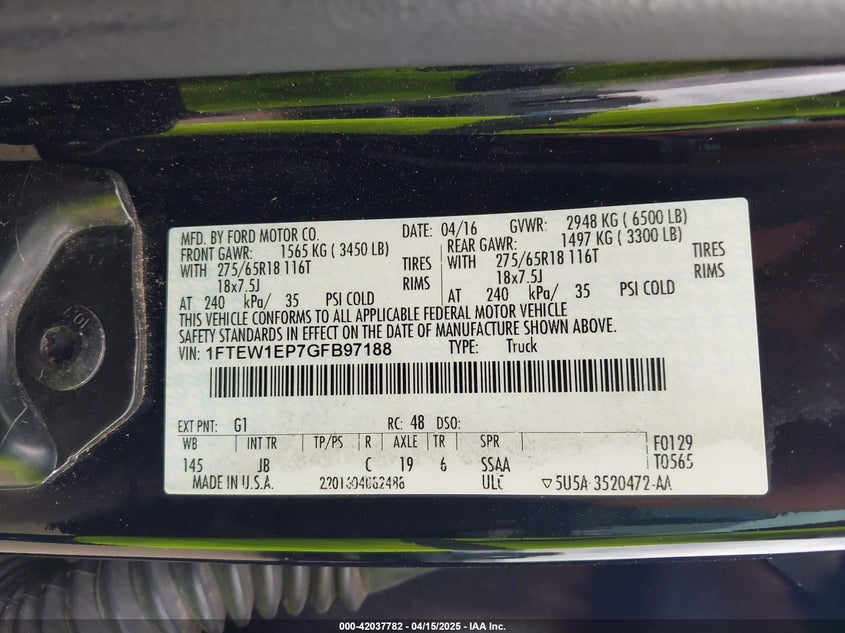 MFD. BY FORD MOTOR CO. DATE: 04/16 GVWR: 2948 KG ( 6500 LB)
FRONT GAWR: 1565 KG ( 3450 LB) REAR GAWR: 1497 KG ( 3300 LB)
WITH 275/65R18 116T TIRES WITH 275/65R18 116T TIRES
18x7.5J RIMS 18x7.5J RIMS
AT 240 kPa/ 35 PSI COLD AT 240 kPa/ 35 PSI COLD
THIS VEHICLE CONFORMS TO ALL APPLICABLE FEDERAL MOTOR VEHICLE
SAFETY STANDARDS IN EFFECT ON THE DATE OF MANUFACTURE SHOWN ABOVE.
VIN: 1FTEW1EP7GFB97188 TYPE: Truck
EXT PNT: G1 RC: 48 DSO:
WB INT TR TP/PS R AXLE TR SPR F0129
145 JB C 19 6 SSAA T0565
MADE IN U.S.A. ULC ▽ 5U5A-3520472-AA
000-42037782 - 04/15/2025 - IAA Inc.